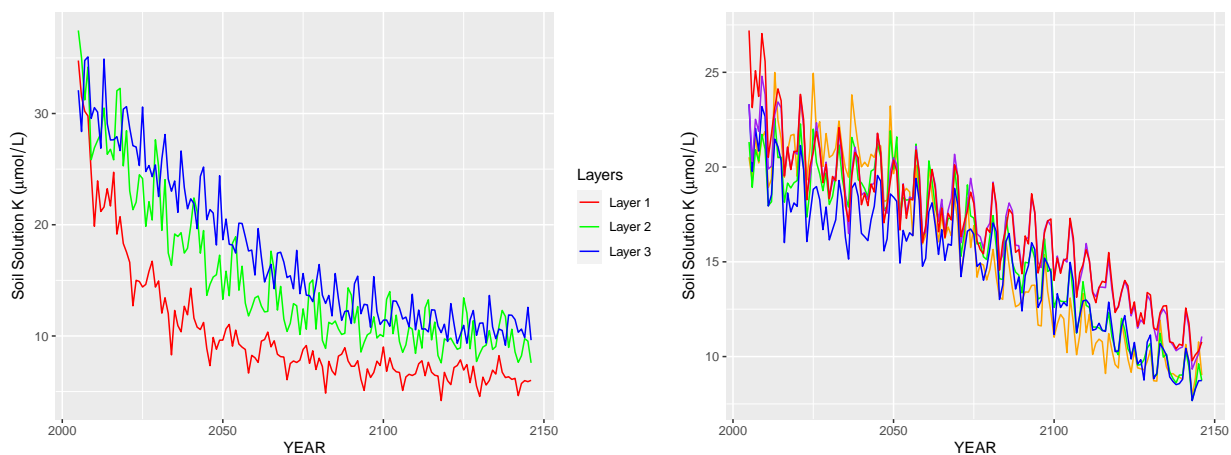 Soil Solution K (μmol/ L)
30
20
10
2000
2050
2100
2150
YEAR
Layers
Layer 1
Layer 2
Layer 3
Soil Solution K (μmol/ L)
25
20
15
10
2000
2050
2100
2150
YEAR